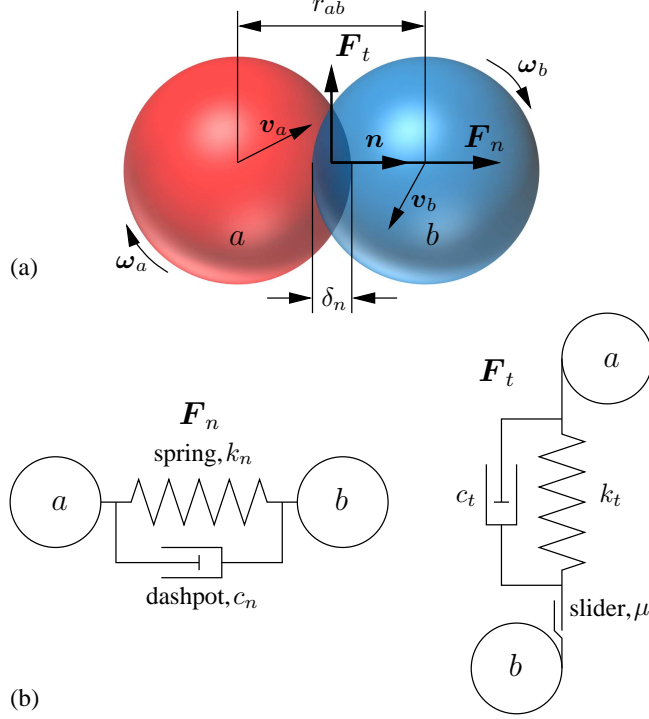 r_ab
F_t
ω_b
v_a
n
F_n
v_b
a
b
ω_a
(a)
δ_n
F_t
a
F_n
spring, k_n
a
b
c_t
k_t
dashpot, c_n
slider, μ
b
(b)